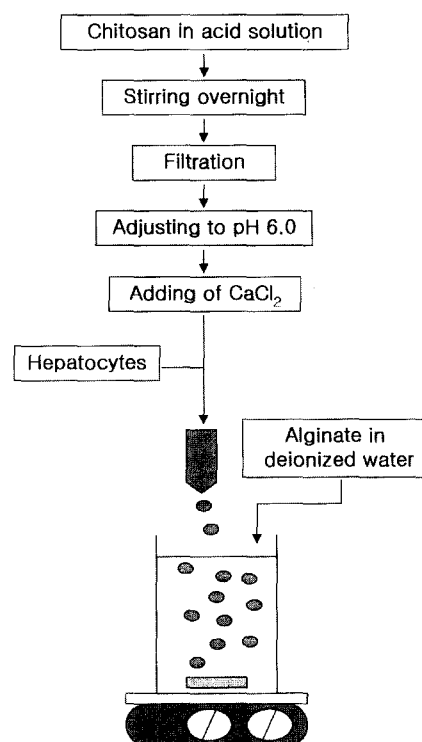 Chitosan in acid solution
Stirring overnight
Filtration
Adjusting to pH 6.0
Adding of CaCl₂
Hepatocytes
Alginate in
deionized water